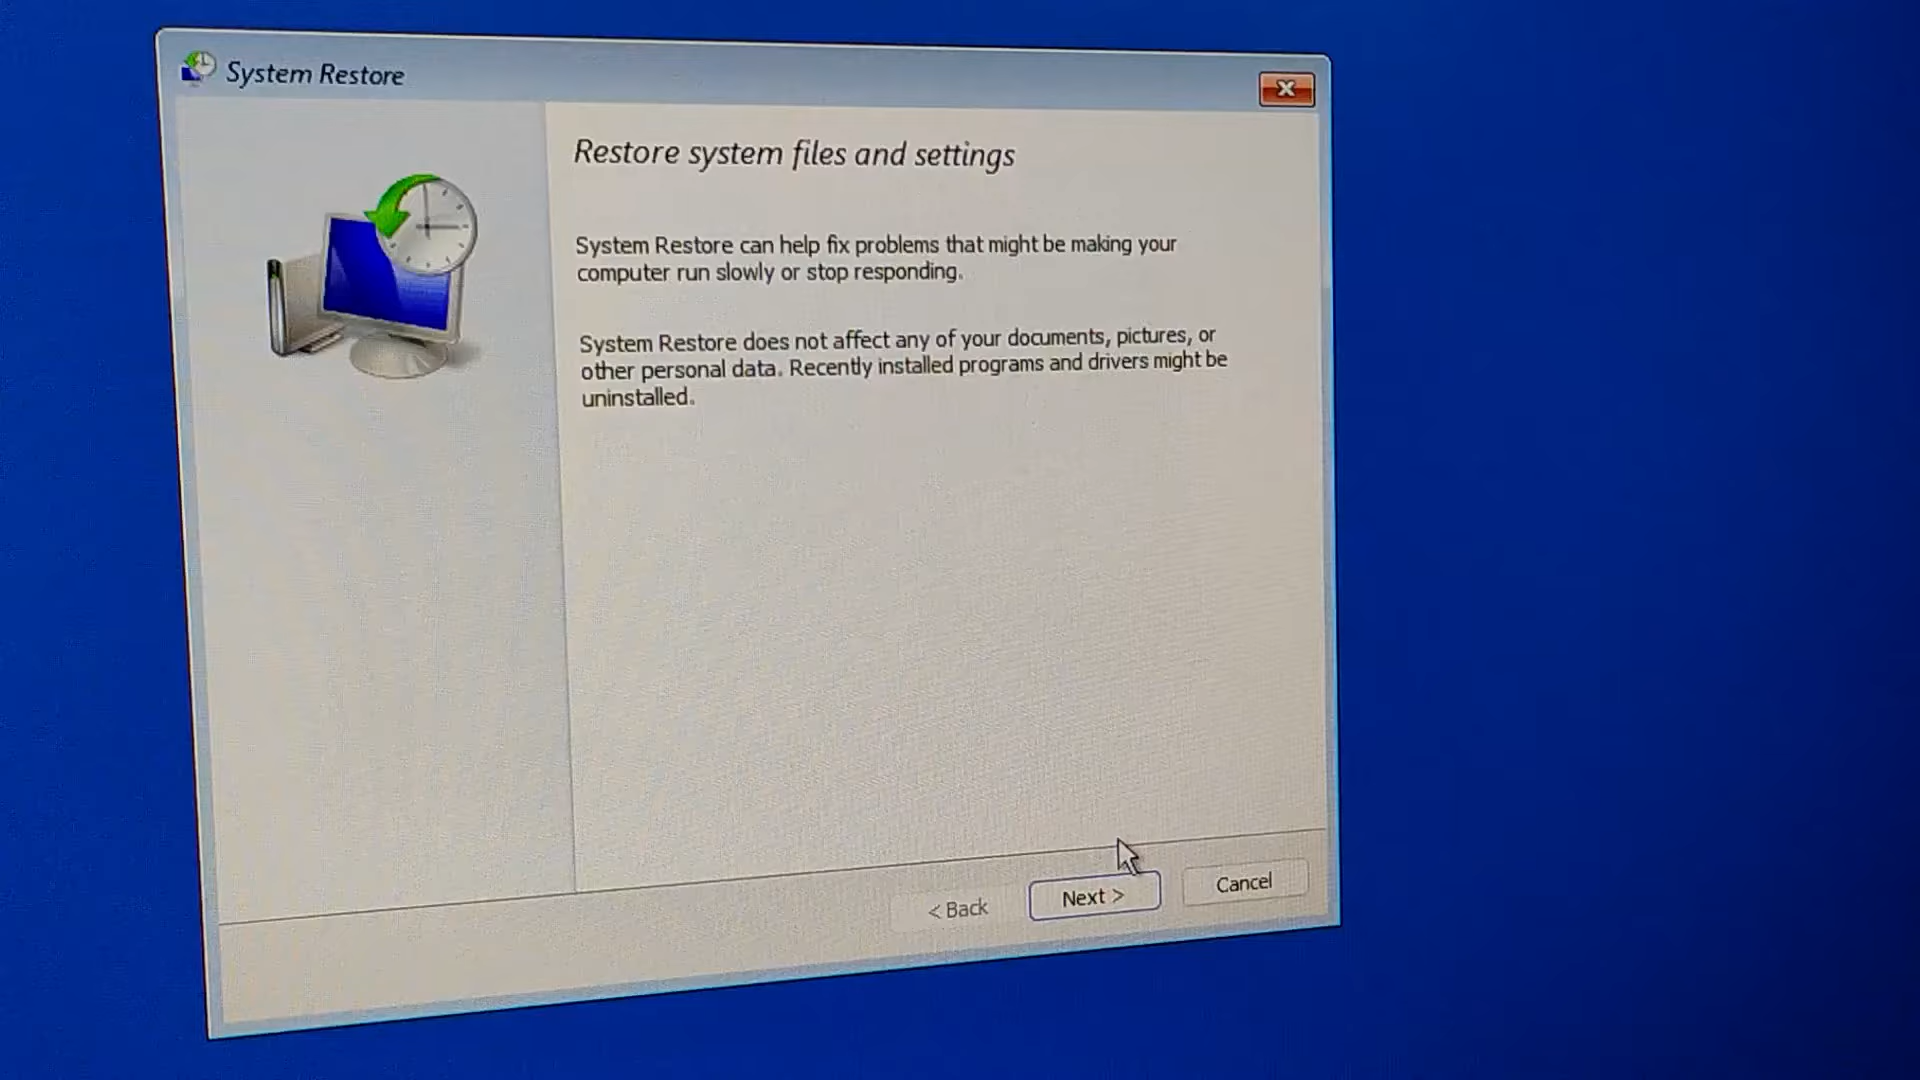 System Restore
Restore system files and settings
System Restore can help fix problems that might be making your
computer run slowly or stop responding.
System Restore does not affect any of your documents, pictures, or
other personal data. Recently installed programs and drivers might be
uninstalled.
< Back
Next >
Cancel